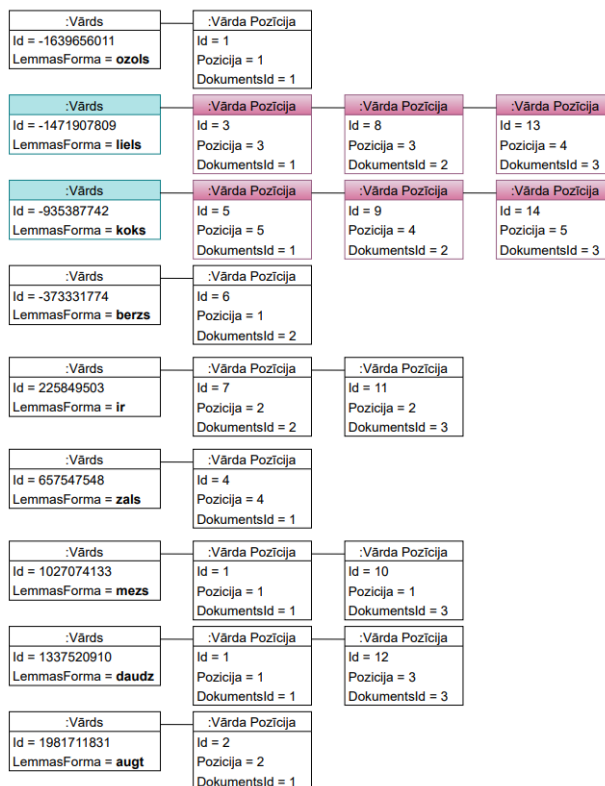 :Vārds :Vārda Pozīcija
Id = -1639656011 Id = 1
LemmasForma = ozols Pozicija = 1
DokumentsId = 1
:Vārds :Vārda Pozīcija :Vārda Pozīcija :Vārda Pozīcija
Id = -1471907809 Id = 3 Id = 8 Id = 13
LemmasForma = liels Pozicija = 3 Pozicija = 3 Pozicija = 4
DokumentsId = 1 DokumentsId = 2 DokumentsId = 3
:Vārds :Vārda Pozīcija :Vārda Pozīcija :Vārda Pozīcija
Id = -935387742 Id = 5 Id = 9 Id = 14
LemmasForma = koks Pozicija = 5 Pozicija = 4 Pozicija = 5
DokumentsId = 1 DokumentsId = 2 DokumentsId = 3
:Vārds :Vārda Pozīcija
Id = -373331774 Id = 6
LemmasForma = berzs Pozicija = 1
DokumentsId = 2
:Vārds :Vārda Pozīcija :Vārda Pozīcija
Id = 225849503 Id = 7 Id = 11
LemmasForma = ir Pozicija = 2 Pozicija = 2
DokumentsId = 2 DokumentsId = 3
:Vārds :Vārda Pozīcija
Id = 657547548 Id = 4
LemmasForma = zals Pozicija = 4
DokumentsId = 1
:Vārds :Vārda Pozīcija :Vārda Pozīcija
Id = 1027074133 Id = 1 Id = 10
LemmasForma = mezs Pozicija = 1 Pozicija = 1
DokumentsId = 1 DokumentsId = 3
:Vārds :Vārda Pozīcija :Vārda Pozīcija
Id = 1337520910 Id = 1 Id = 12
LemmasForma = daudz Pozicija = 1 Pozicija = 3
DokumentsId = 1 DokumentsId = 3
:Vārds :Vārda Pozīcija
Id = 1981711831 Id = 2
LemmasForma = augt Pozicija = 2
DokumentsId = 1